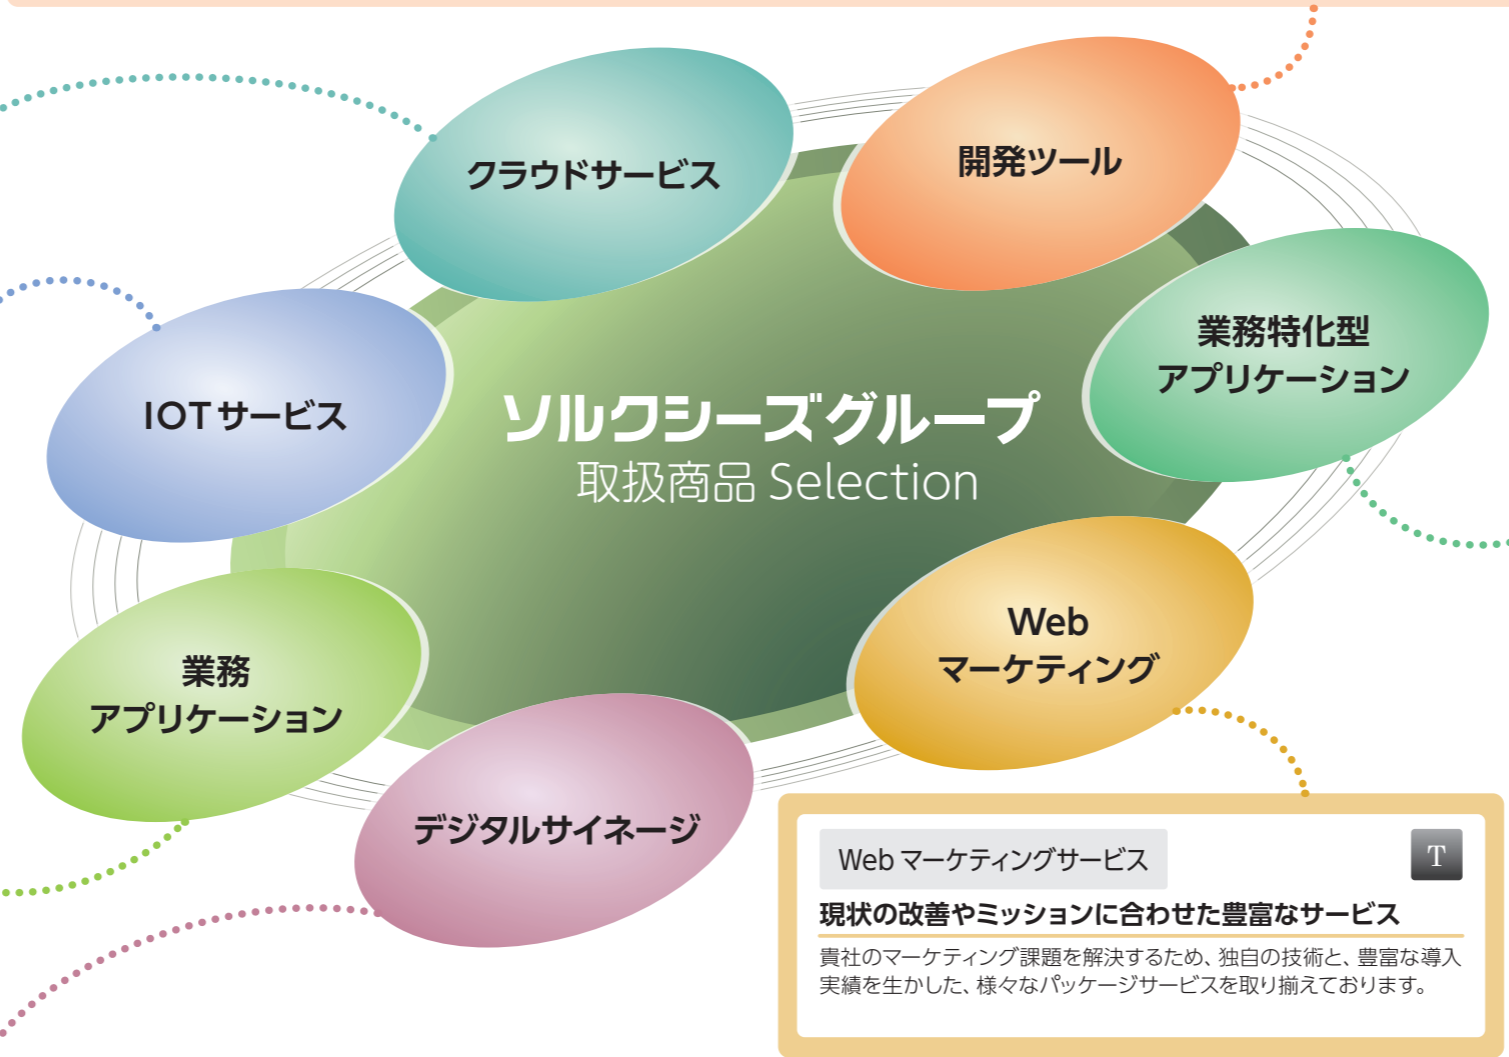 クラウドサービス
開発ツール
業務特化型
アプリケーション
IOTサービス
ソルクシーズグループ
取扱商品 Selection
Web
マーケティング
業務
アプリケーション
デジタルサイネージ
Web マーケティングサービス
T
現状の改善やミッションに合わせた豊富なサービス
貴社のマーケティング課題を解決するため、独自の技術と、豊富な導入
実績を生かした、様々なパッケージサービスを取り揃えております。